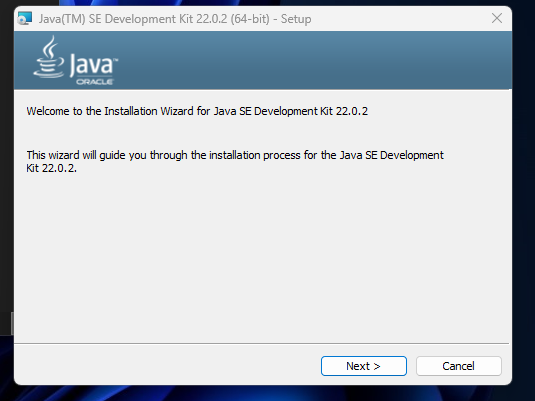 Java(TM) SE Development Kit 22.0.2 (64-bit) - Setup
Java™
ORACLE
Welcome to the Installation Wizard for Java SE Development Kit 22.0.2
This wizard will guide you through the installation process for the Java SE Development
Kit 22.0.2.
Next >
Cancel